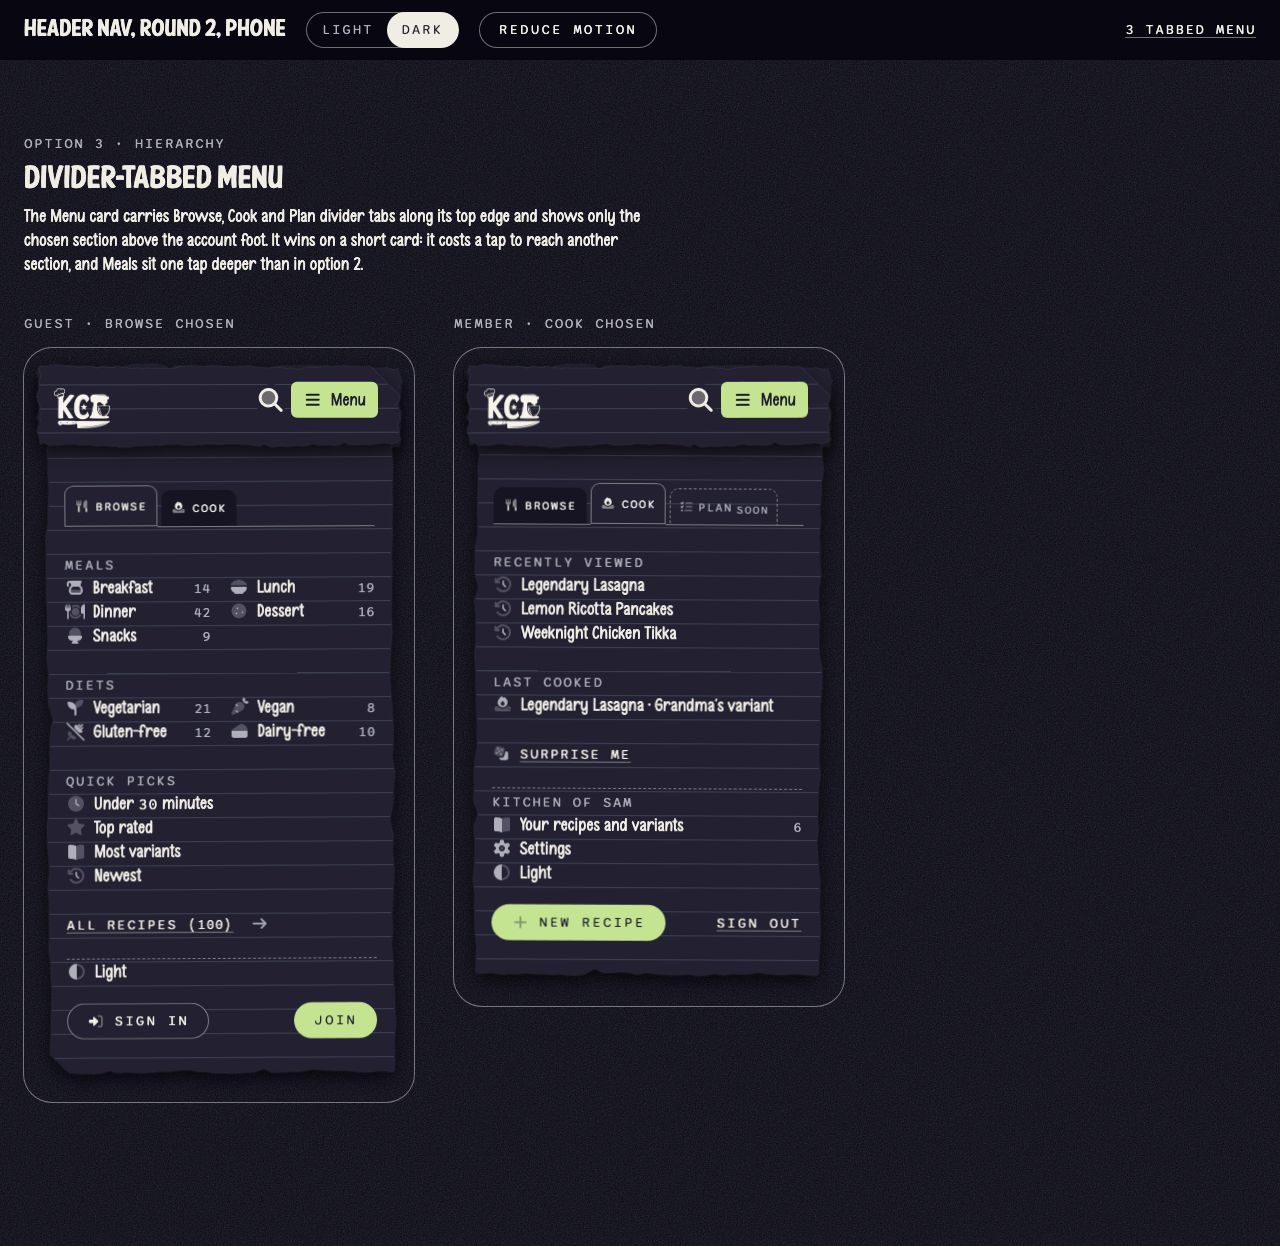 HEADER NAV, ROUND 2, PHONE
LIGHT DARK
REDUCE MOTION
3 TABBED MENU
OPTION 3 · HIERARCHY
DIVIDER-TABBED MENU
The Menu card carries Browse, Cook and Plan divider tabs along its top edge and shows only the
chosen section above the account foot. It wins on a short card: it costs a tap to reach another
section, and Meals sit one tap deeper than in option 2.
GUEST · BROWSE CHOSEN
KCD
Menu
BROWSE COOK
MEALS
Breakfast 14 Lunch 19
Dinner 42 Dessert 16
Snacks 9
DIETS
Vegetarian 21 Vegan 8
Gluten-free 12 Dairy-free 10
QUICK PICKS
Under 30 minutes
Top rated
Most variants
Newest
ALL RECIPES (100)
Light
SIGN IN JOIN
MEMBER · COOK CHOSEN
KCD
Menu
BROWSE COOK PLAN SOON
RECENTLY VIEWED
Legendary Lasagna
Lemon Ricotta Pancakes
Weeknight Chicken Tikka
LAST COOKED
Legendary Lasagna · Grandma's variant
SURPRISE ME
KITCHEN OF SAM
Your recipes and variants 6
Settings
Light
NEW RECIPE SIGN OUT